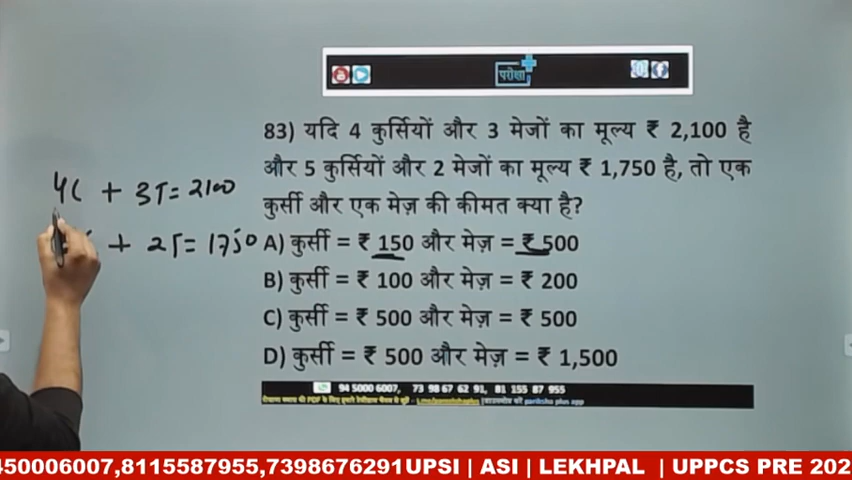 परीक्षा
83) यदि 4 कुर्सियों और 3 मेजों का मूल्य ₹ 2,100 है
और 5 कुर्सियों और 2 मेजों का मूल्य ₹ 1,750 है, तो एक
कुर्सी और एक मेज़ की कीमत क्या है?
A) कुर्सी = ₹ 150 और मेज़ = ₹ 500
B) कुर्सी = ₹ 100 और मेज़ = ₹ 200
C) कुर्सी = ₹ 500 और मेज़ = ₹ 500
D) कुर्सी = ₹ 500 और मेज़ = ₹ 1,500
4C + 3T = 2100
+ 2T = 1750
94 5000 6007, 73 98 67 62 91, 81 155 87 955
450006007,8115587955,7398676291UPSI | ASI | LEKHPAL | UPPCS PRE 202